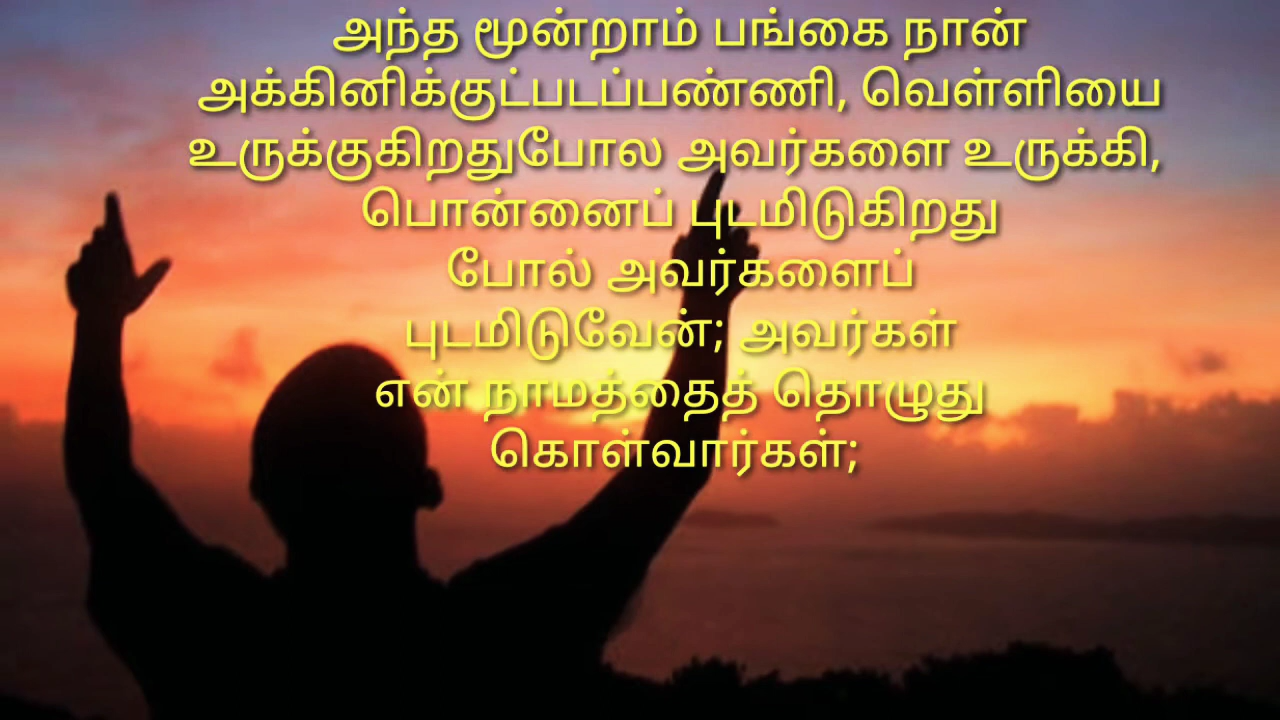 அந்த மூன்றாம் பங்கை நான்
அக்கினிக்குட்படப்பண்ணி, வெள்ளியை
உருக்குகிறதுபோல அவர்களை உருக்கி,
பொன்னைப் புடமிடுகிறது
போல் அவர்களைப்
புடமிடுவேன்; அவர்கள்
என் நாமத்தைத் தொழுது
கொள்வார்கள்;